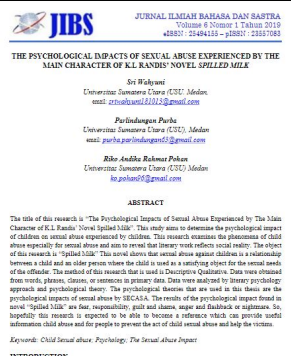 JIBS
JURNAL ILMIAH BAHASA DAN SASTRA
Volume 6 Nomor 1 Tahun 2019
eISSN : 25494155 – pISSN : 23557083
THE PSYCHOLOGICAL IMPACTS OF SEXUAL ABUSE EXPERIENCED BY THE
MAIN CHARACTER OF K.L RANDIS' NOVEL SPILLED MILK
Sri Wahyuni
Universitas Sumatera Utara (USU. Medan,
email: sriwahyuni181015@gmail.com
Parlindungan Purba
Universitas Sumatera Utara (USU), Medan
email: purba.parlindungan63@gmail.com
Riko Andika Rahmat Pohan
Universitas Sumatera Utara (USU) Medan
ko.pohan96@gmail.com
ABSTRACT
The title of this research is "The Psychological Impacts of Sexual Abuse Experienced by The Main
Character of K.L Randis' Novel Spilled Milk". This study aims to determine the psychological impact
of children on sexual abuse experienced by children. This research examines the phenomena of child
abuse especially for sexual abuse and aim to reveal that literary work reflects social reality. The object
of this research is "Spilled Milk" This novel shows that sexual abuse against children is a relationship
between a child and an older person where the child is used as a satisfying object for the sexual needs
of the offender. The method of this research that is used is Descriptive Qualitative. Data were obtained
from words, phrases, clauses, or sentences in primary data. Data were analyzed by literary psychology
approach and psychological theory. The psychological theories that are used in this thesis are the
psychological impacts of sexual abuse by SECASA. The results of the psychological impact found in
novel "Spilled Milk" are fear, responsibility, guilt and shame, anger and flashback or nightmare. So,
hopefully this research is expected to be able to become a reference which can provide useful
information child abuse and for people to prevent the act of child sexual abuse and help the victims.
Keywords: Child Sexual abuse, Psychology, The Sexual Abuse Impact
INTRODUCTION